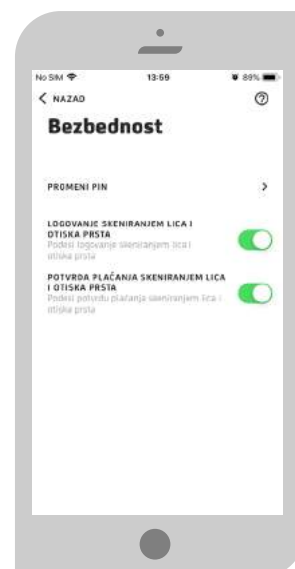 No SIM 13:59 89%
NAZAD
Bezbednost
PROMENI PIN
LOGOVANJE SKENIRANJEM LICA I
OTISKA PRSTA
Podesi logovanje skeniranjem lica i
otiska prsta
POTVRDA PLAĆANJA SKENIRANJEM LICA
I OTISKA PRSTA
Podesi potvrdu plaćanja skeniranjem lica i
otiska prsta